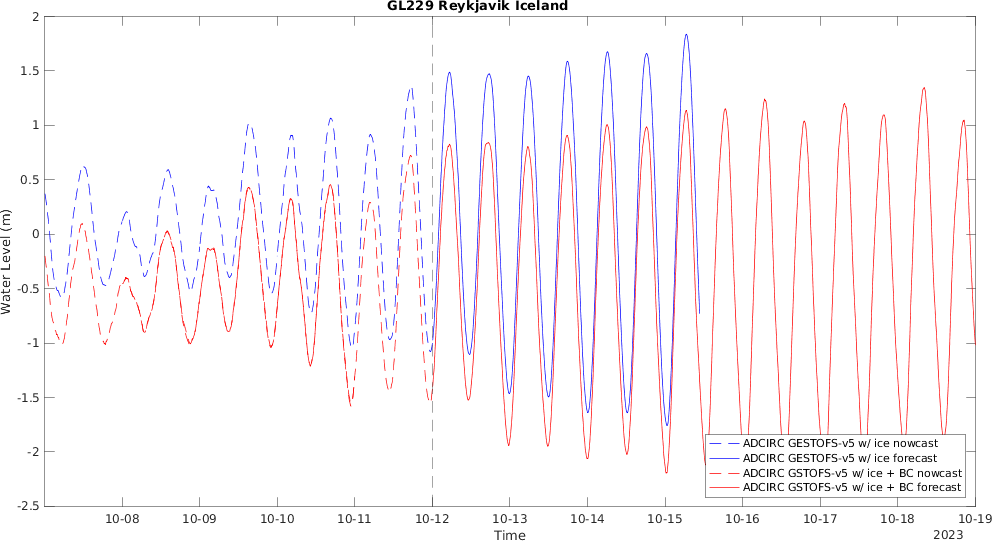 GL229 Reykjavik Iceland
Water Level (m)
2
1.5
1
0.5
0
-0.5
-1
-1.5
-2
-2.5
ADCIRC GESTOFS-v5 w/ ice nowcast
ADCIRC GESTOFS-v5 w/ ice forecast
ADCIRC GSTOFS-v5 w/ ice + BC nowcast
ADCIRC GSTOFS-v5 w/ ice + BC forecast
10-08 10-09 10-10 10-11 10-12 10-13 10-14 10-15 10-16 10-17 10-18 10-19
Time
2023